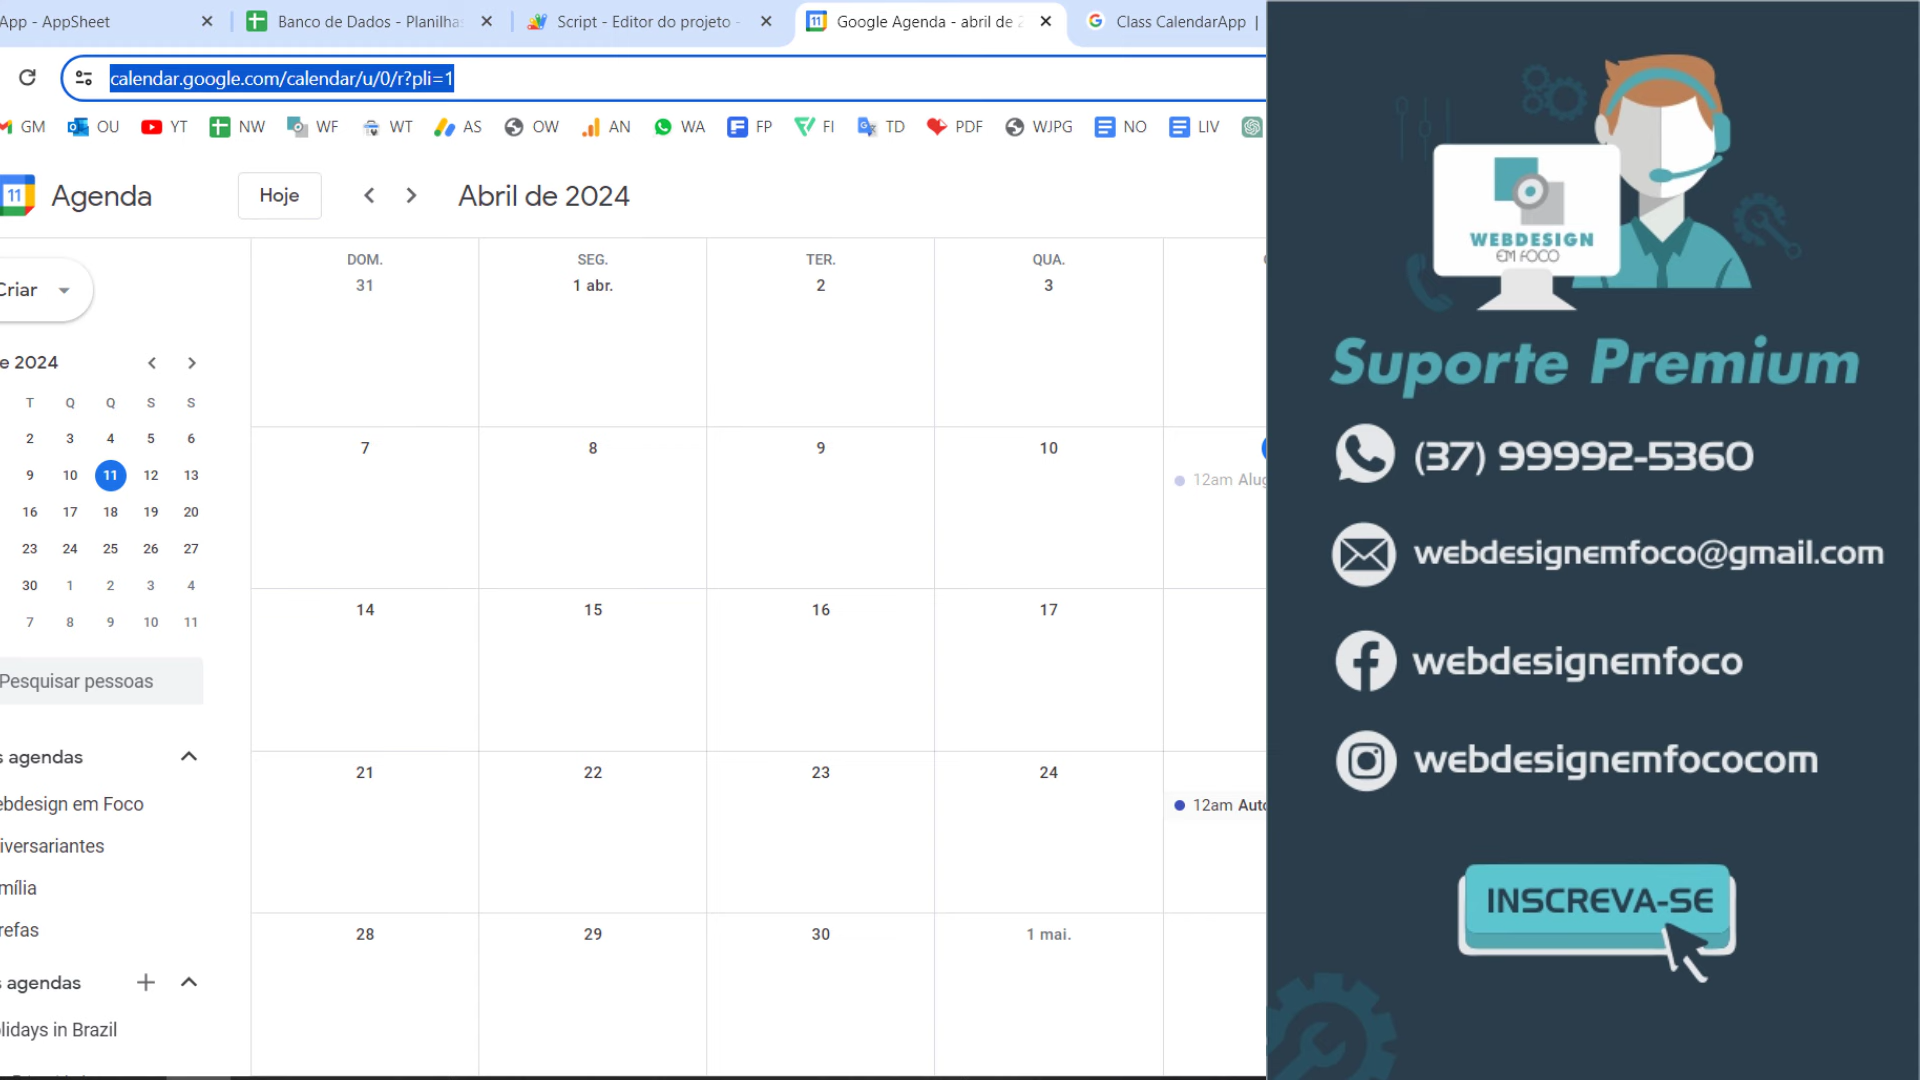 App - AppSheet
Banco de Dados - Planilhas
Script - Editor do projeto -
Google Agenda - abril de 2
Class CalendarApp |
calendar.google.com/calendar/u/0/r?pli=1
GM OU YT NW WF WT AS OW AN WA FP FI TD PDF WJPG NO LIV
11 Agenda Hoje Abril de 2024
DOM. SEG. TER. QUA.
31 1 abr. 2 3
Criar
7 8 9 10
12am Alug
14 15 16 17
21 22 23 24
12am Auto
28 29 30 1 mai.
e 2024
T Q Q S S
2 3 4 5 6
9 10 11 12 13
16 17 18 19 20
23 24 25 26 27
30 1 2 3 4
7 8 9 10 11
Pesquisar pessoas
s agendas
ebdesign em Foco
iversariantes
mília
refas
s agendas
lidays in Brazil
WEBDESIGN
EM FOCO
Suporte Premium
(37) 99992-5360
webdesignemfoco@gmail.com
webdesignemfoco
webdesignemfococom
INSCREVA-SE